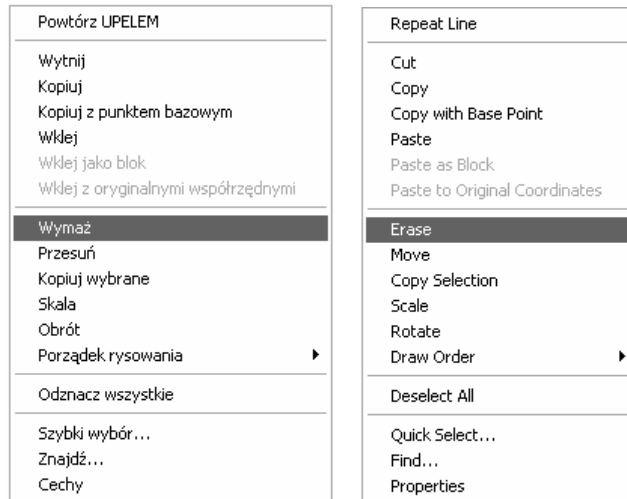 Powtórz UPELEM
Wytnij
Kopiuj
Kopiuj z punktem bazowym
Wklej
Wklej jako blok
Wklej z oryginalnymi współrzędnymi
Wymaż
Przesuń
Kopiuj wybrane
Skala
Obrót
Porządek rysowania
Odznacz wszystkie
Szybki wybór...
Znajdź...
Cechy
Repeat Line
Cut
Copy
Copy with Base Point
Paste
Paste as Block
Paste to Original Coordinates
Erase
Move
Copy Selection
Scale
Rotate
Draw Order
Deselect All
Quick Select...
Find...
Properties